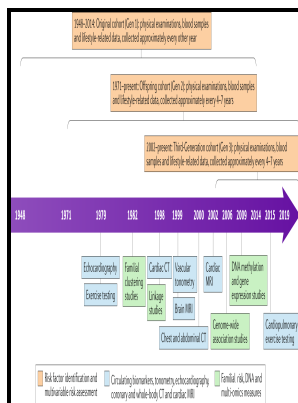 1948–2014: Original cohort (Gen 1); physical examinations, blood samples
and lifestyle-related data, collected approximately every other year
1971–present: Offspring cohort (Gen 2); physical examinations, blood samples
and lifestyle-related data, collected approximately every 4–7 years
2002–present: Third-Generation cohort (Gen 3); physical examinations, blood
samples and lifestyle-related data, collected approximately every 4–7 years
1948 1971 1979 1982 1998 1999 2000 2002 2006 2009 2014 2015 2019
Echocardiography
Exercise testing
Familial
clustering
studies
Cardiac CT
Linkage
studies
Vascular
tonometry
Brain MRI
Chest and abdominal CT
Cardiac
MRI
Genome-wide
association studies
DNA methylation
and gene
expression studies
Cardiopulmonary
exercise testing
Risk factor identification and
multivariable risk assessment
Circulating biomarkers, tonometry, echocardiography,
coronary and whole-body CT and cardiac MRI
Familial risk, DNA and
multi-omics measures